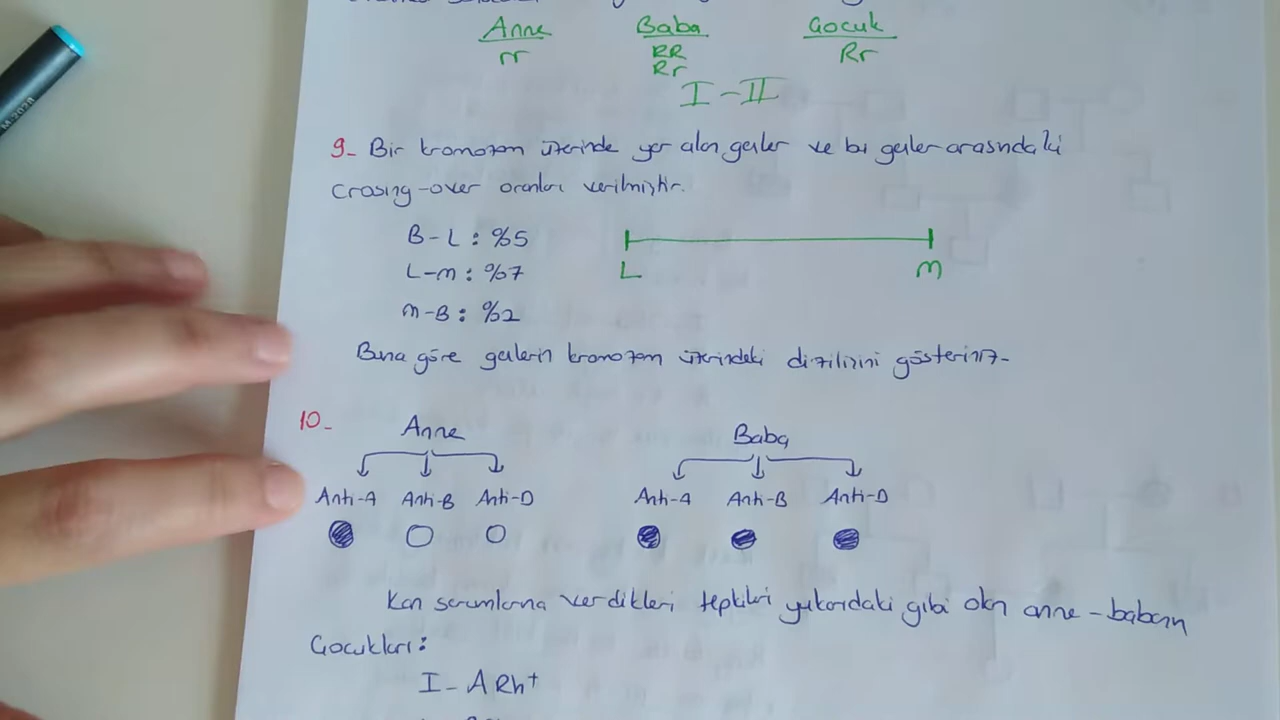 Anne Baba Çocuk
rr RR Rr
Rr
I - II
9- Bir kromozom üzerinde yer alan genler ve bu genler arasındaki
crosing-over oranları verilmiştir.
B-L : %5
L-M : %7
M-B : %2
L M
Buna göre genlerin kromozom üzerindeki dizilişini gösteriniz-
10- Anne Baba
Anti-A Anti-B Anti-D Anti-A Anti-B Anti-D
Kan serumlarına verdikleri tepkileri yukarıdaki gibi olan anne-babanın
Çocukları:
I- A Rh+